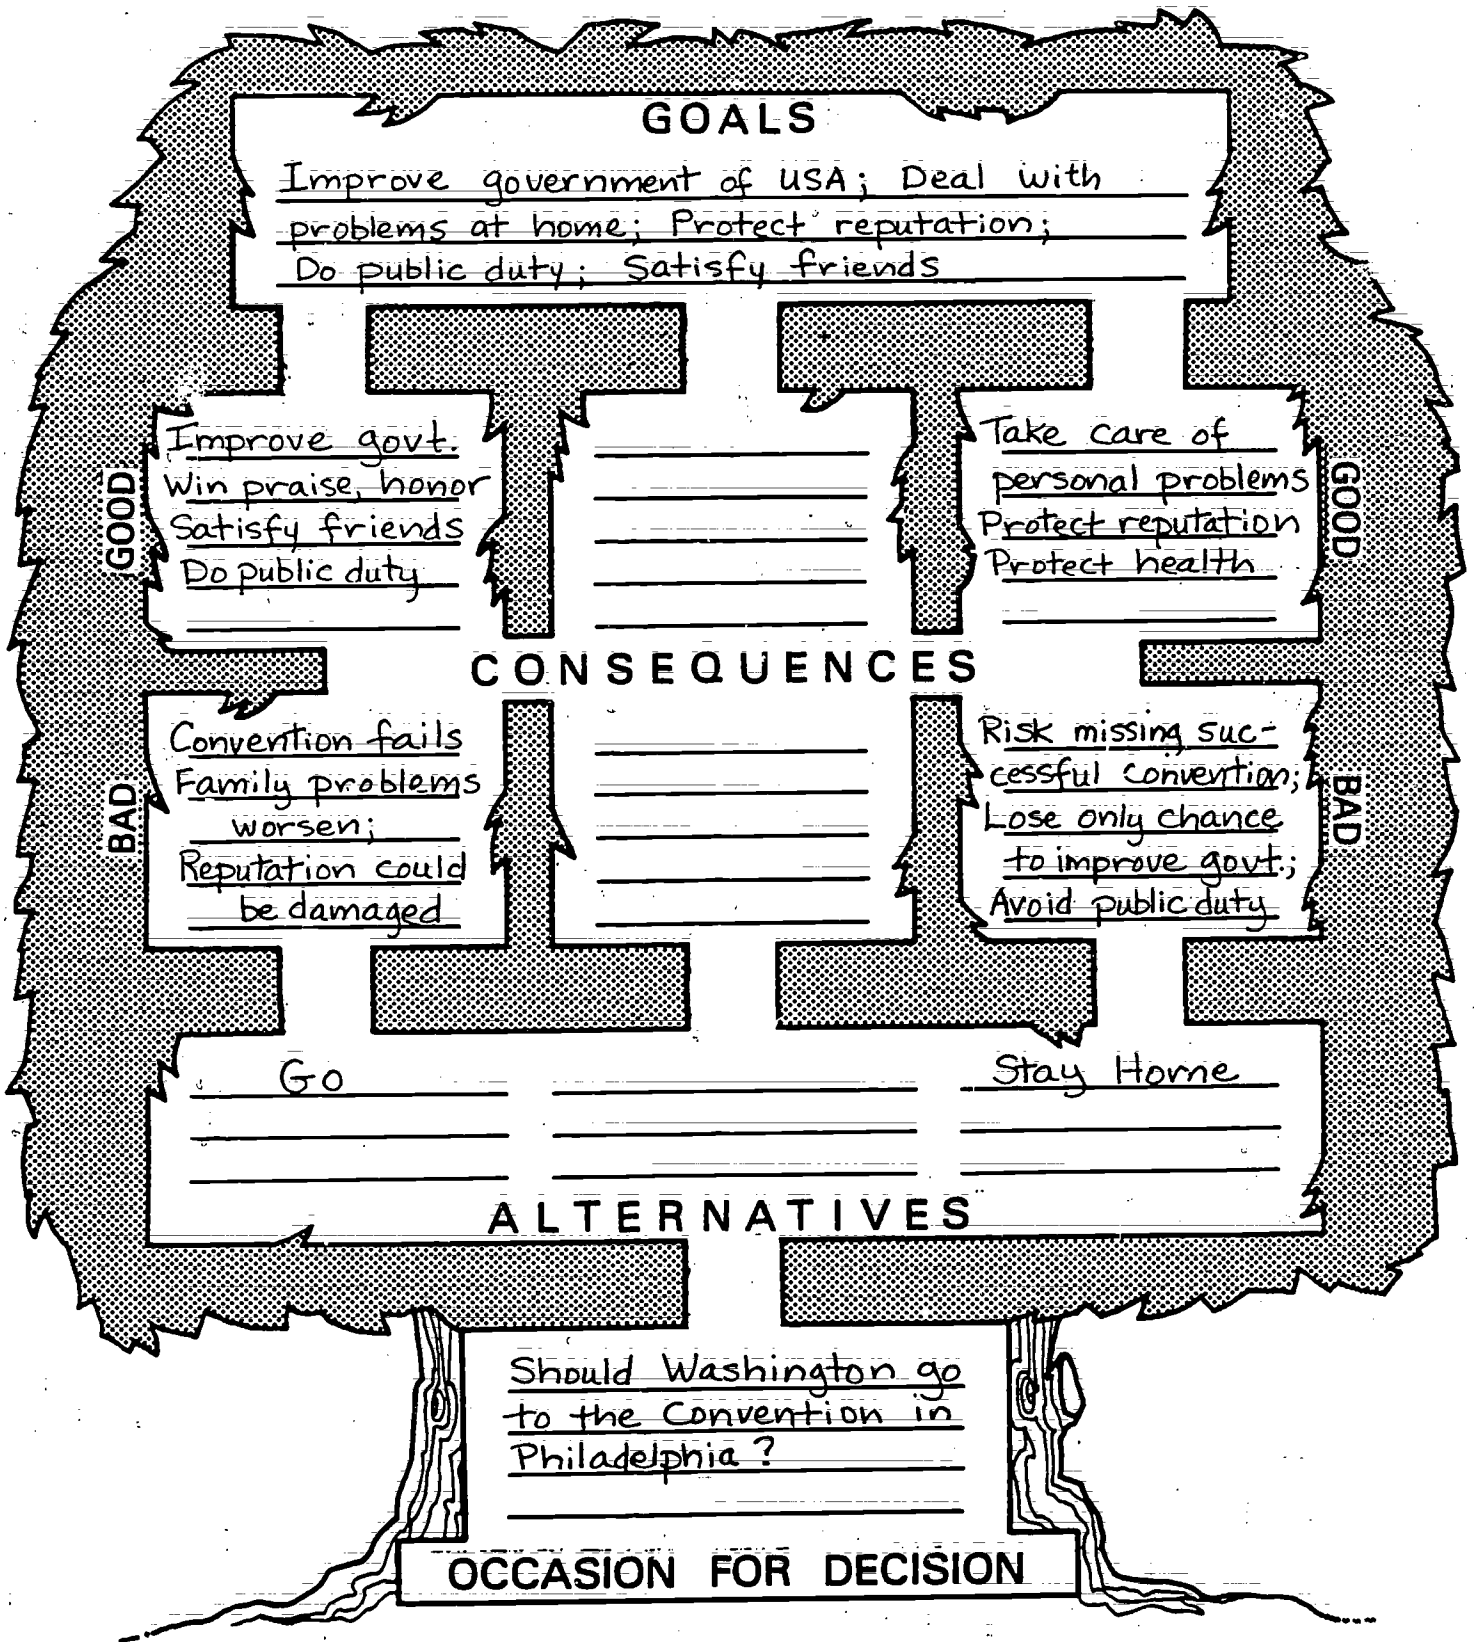 GOALS
Improve government of USA; Deal with
problems at home; Protect reputation;
Do public duty; Satisfy friends
GOOD
Improve govt.
Win praise, honor
Satisfy friends
Do public duty
Take care of
personal problems
Protect reputation
Protect health
GOOD
CONSEQUENCES
BAD
Convention fails
Family problems
worsen;
Reputation could
be damaged
Risk missing suc-
cessful convention;
Lose only chance
to improve govt.;
Avoid public duty
BAD
Go
Stay Home
ALTERNATIVES
Should Washington go
to the Convention in
Philadelphia?
OCCASION FOR DECISION